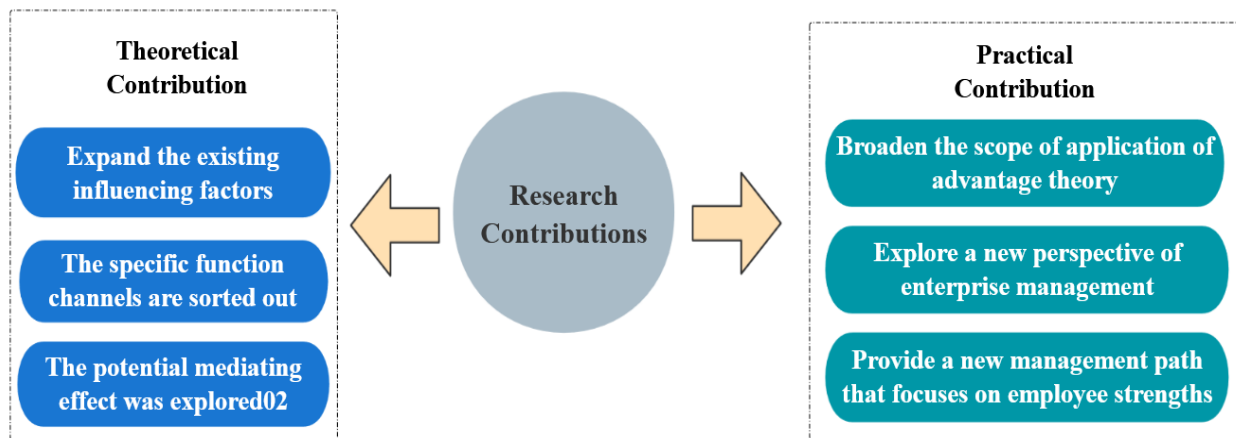 Theoretical
Contribution
Expand the existing
influencing factors
The specific function
channels are sorted out
The potential mediating
effect was explored02
Research
Contributions
Practical
Contribution
Broaden the scope of application of
advantage theory
Explore a new perspective of
enterprise management
Provide a new management path
that focuses on employee strengths